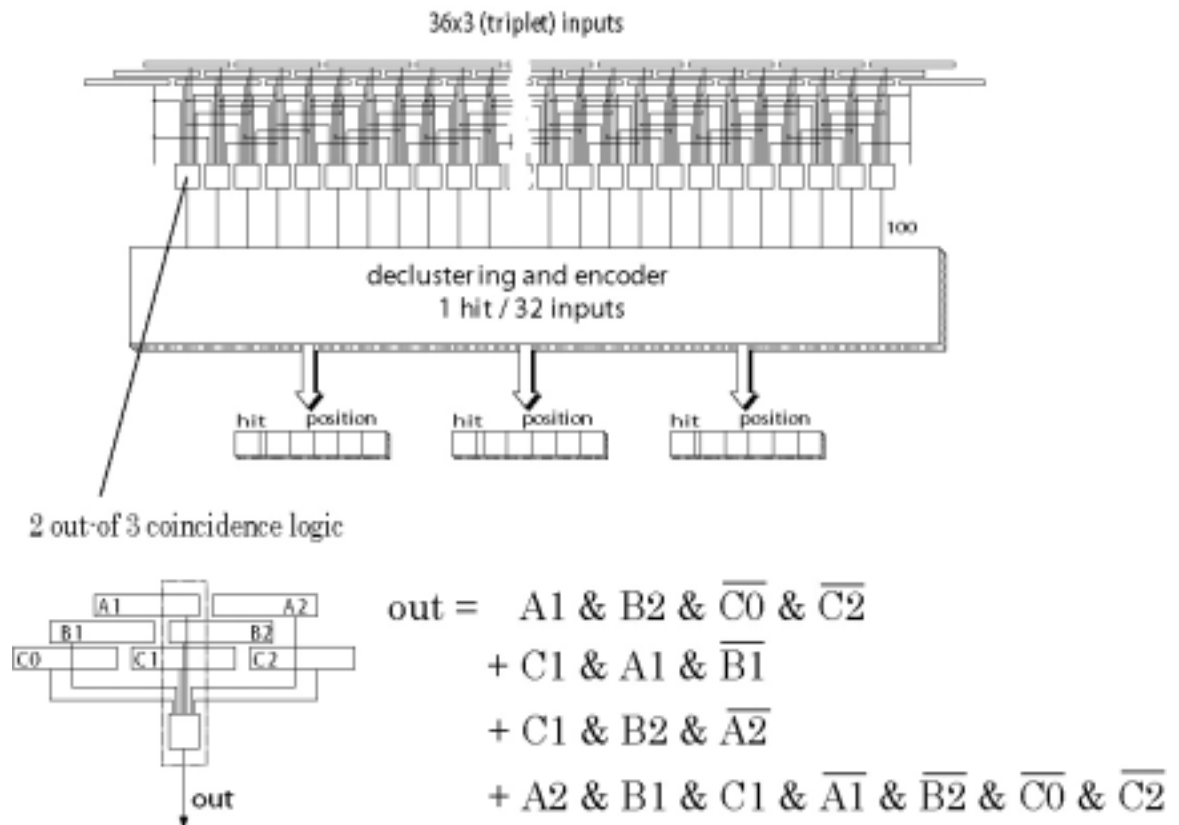 36x3 (triplet) inputs
100
declustering and encoder
1 hit / 32 inputs
hit position hit position hit position
2 out-of 3 coincidence logic
A1 A2
B1 B2
C0 C1 C2
out
out = A1 & B2 & C̅0̅ & C̅2̅
+ C1 & A1 & B̅1̅
+ C1 & B2 & A̅2̅
+ A2 & B1 & C1 & A̅1̅ & B̅2̅ & C̅0̅ & C̅2̅